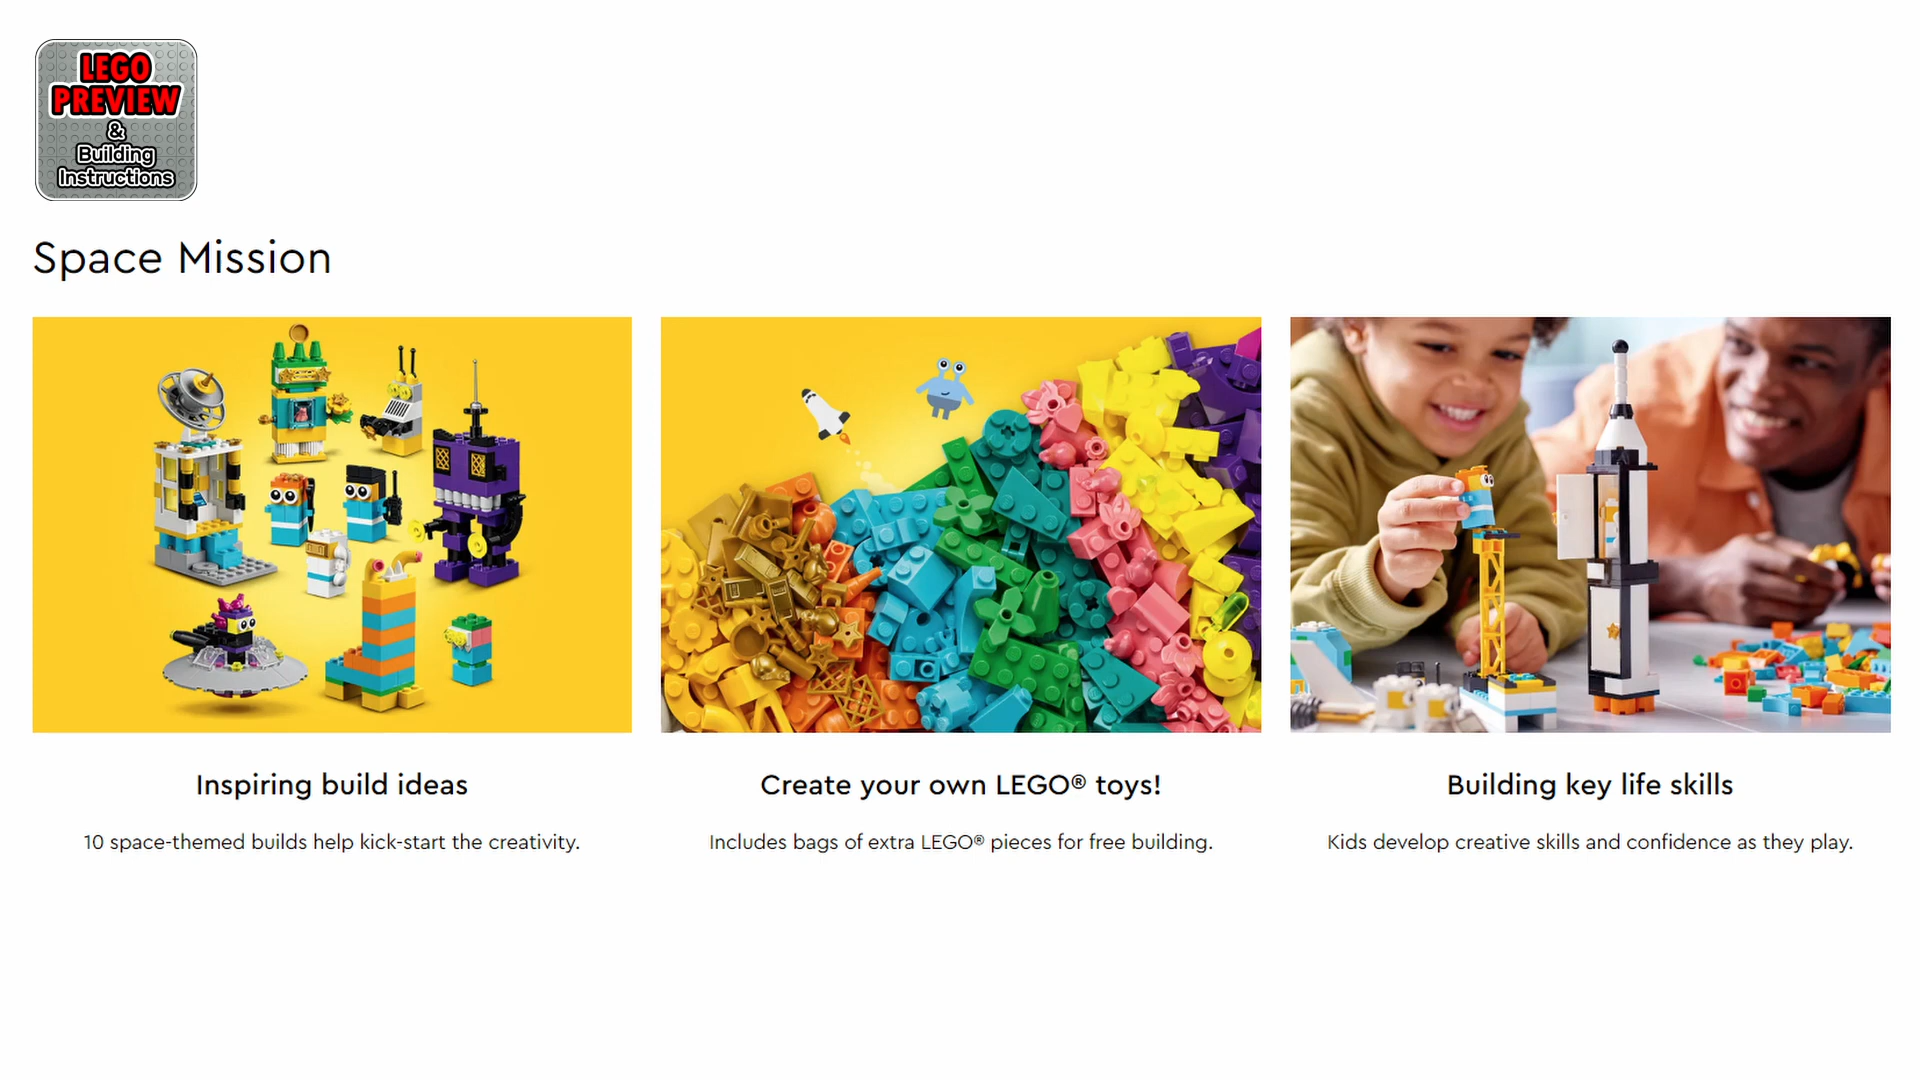 LEGO
PREVIEW
&
Building
Instructions
Space Mission
Inspiring build ideas
10 space-themed builds help kick-start the creativity.
Create your own LEGO® toys!
Includes bags of extra LEGO® pieces for free building.
Building key life skills
Kids develop creative skills and confidence as they play.